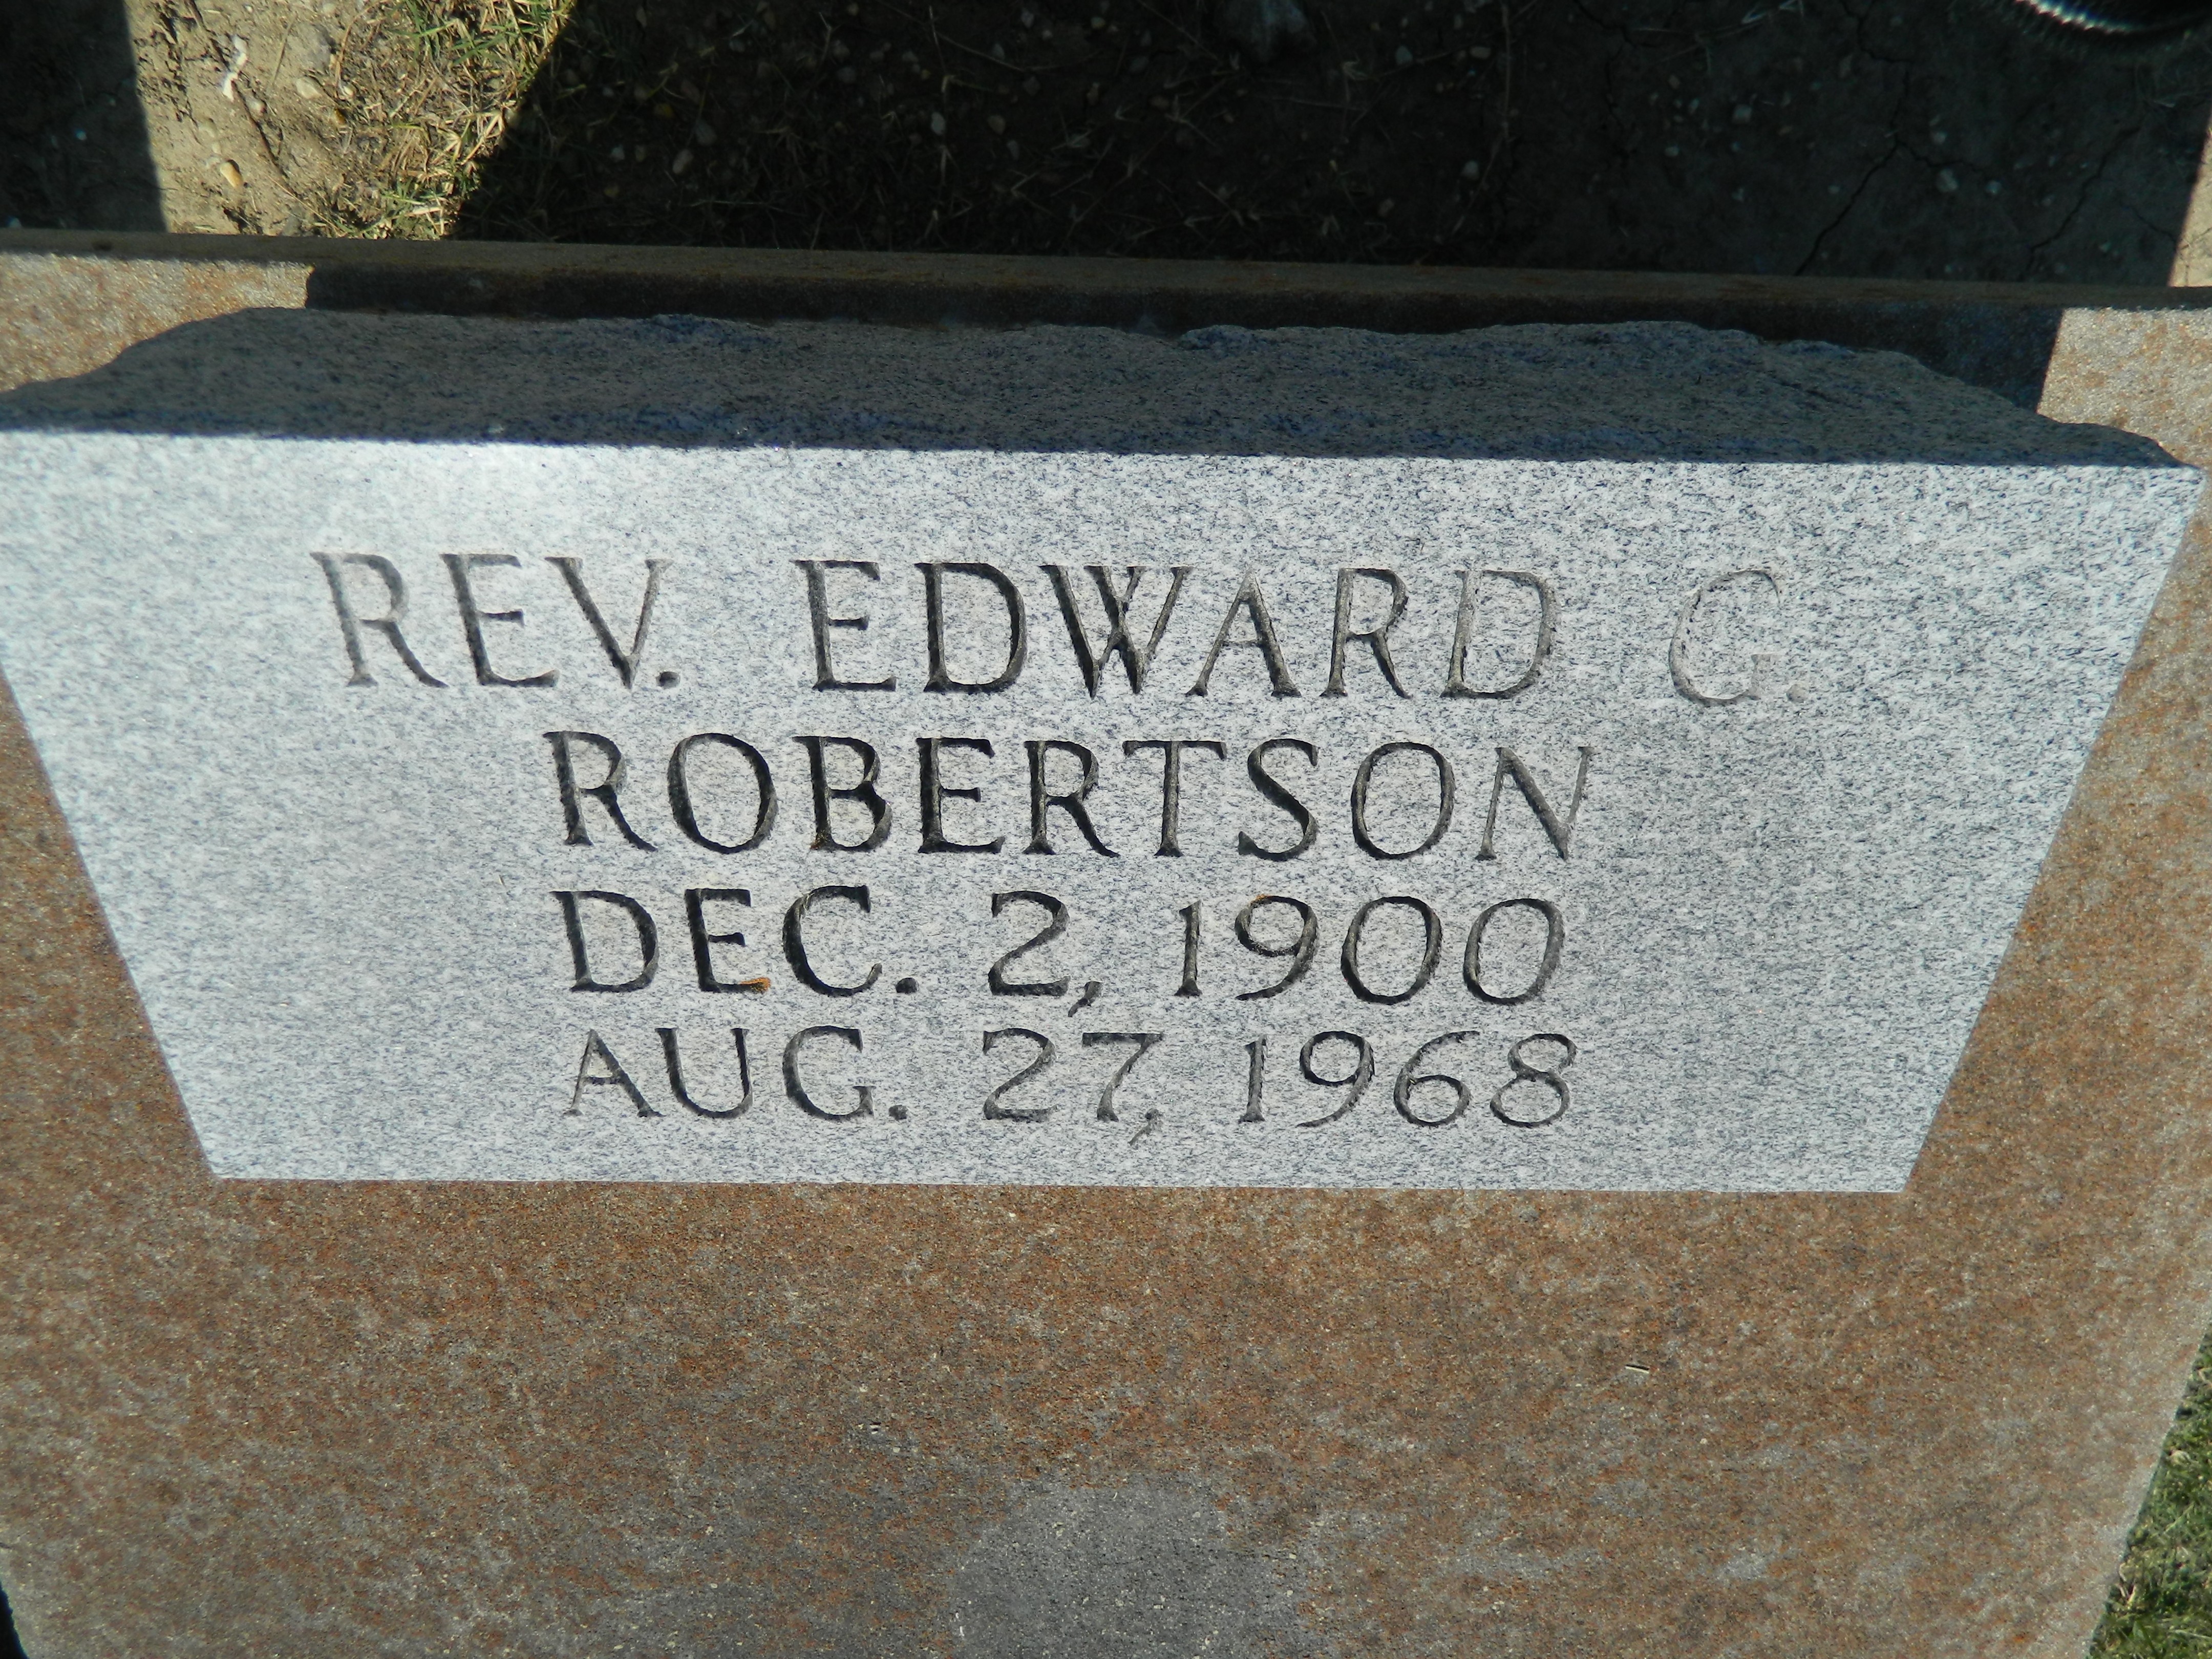 REV. EDWARD G.
ROBERTSON
DEC. 2, 1900
AUG. 27, 1968